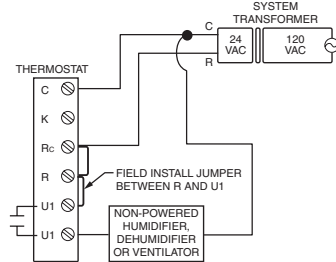 SYSTEM
TRANSFORMER
C
R
24
VAC
120
VAC
THERMOSTAT
C
K
RC
R
U1
U1
FIELD INSTALL JUMPER
BETWEEN R AND U1
NON-POWERED
HUMIDIFIER,
DEHUMIDIFIER
OR VENTILATOR